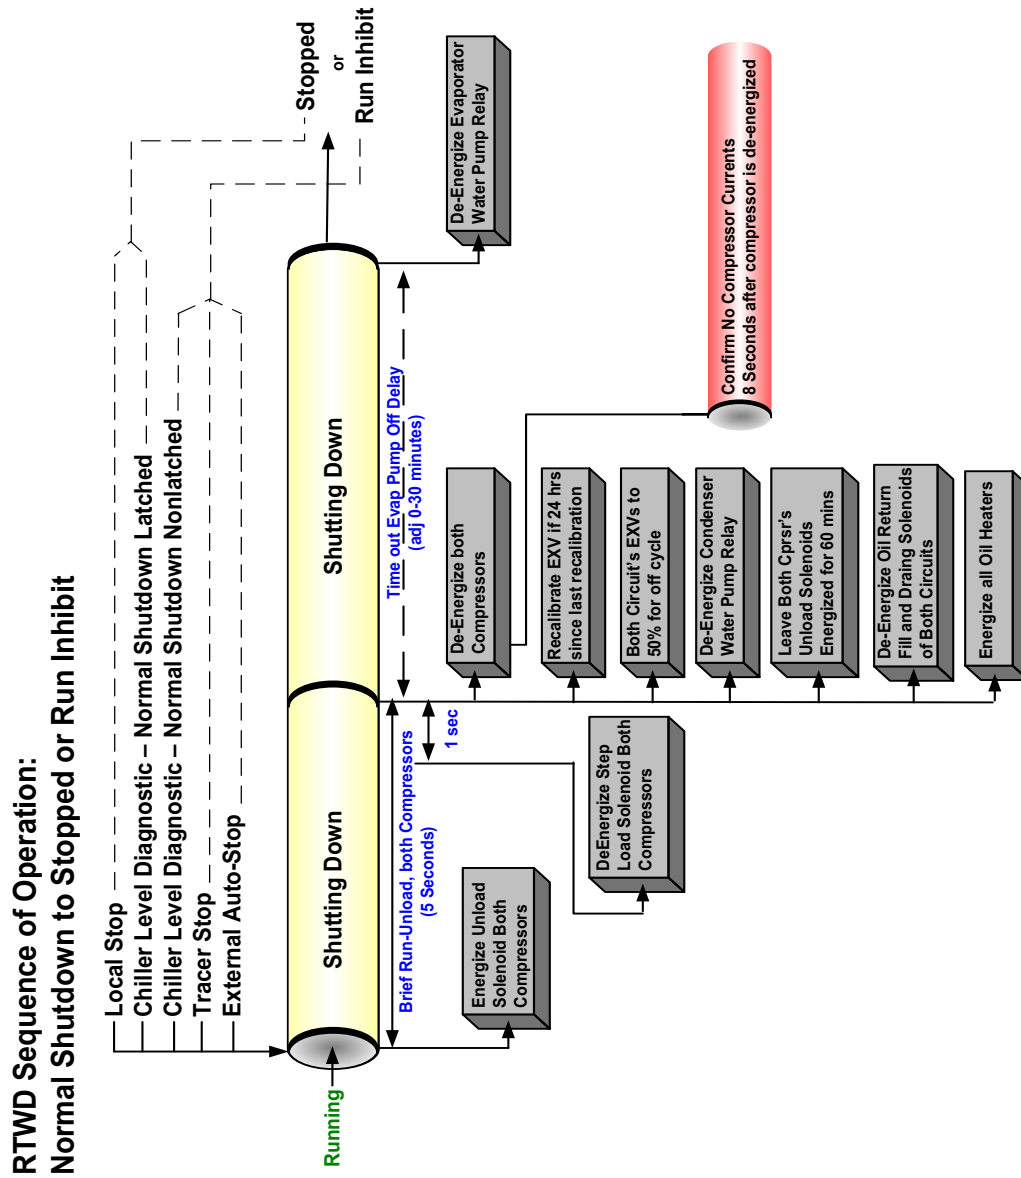 RTWD Sequence of Operation:
Normal Shutdown to Stopped or Run Inhibit
Local Stop
Chiller Level Diagnostic – Normal Shutdown Latched
Chiller Level Diagnostic – Normal Shutdown Nonlatched
Tracer Stop
External Auto-Stop
Stopped
or
Run Inhibit
Running
Shutting Down
Shutting Down
Brief Run-Unload, both Compressors
(5 Seconds)
Time out Evap Pump Off Delay
(adj 0-30 minutes)
1 sec
Energize Unload
Solenoid Both
Compressors
DeEnergize Step
Load Solenoid Both
Compressors
De-Energize both
Compressors
Recalibrate EXV if 24 hrs
since last recalibration
Both Circuit's EXVs to
50% for off cycle
De-Energize Condenser
Water Pump Relay
Leave Both Cprsr's
Unload Solenoids
Energized for 60 mins
De-Energize Oil Return
Fill and Draing Solenoids
of Both Circuits
Energize all Oil Heaters
De-Energize Evaporator
Water Pump Relay
Confirm No Compressor Currents
8 Seconds after compressor is de-energized